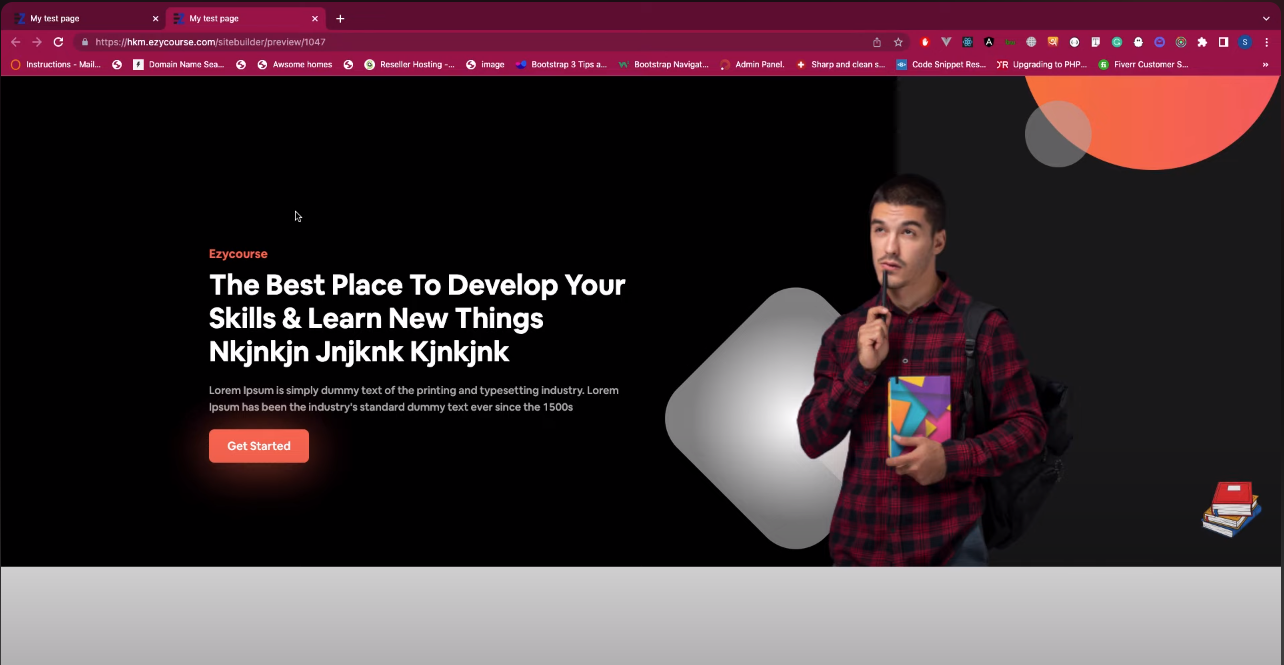 My test page
My test page
https://hkm.ezycourse.com/sitebuilder/preview/1047
S
Instructions - Mail...
Domain Name Sea...
Awsome homes
Reseller Hosting -...
image
Bootstrap 3 Tips a...
Bootstrap Navigat...
Admin Panel.
Sharp and clean s...
Code Snippet Res...
Upgrading to PHP...
Fiverr Customer S...
Ezycourse
The Best Place To Develop Your
Skills & Learn New Things
Nkjnkjn Jnjknk Kjnkjnk
Lorem Ipsum is simply dummy text of the printing and typesetting industry. Lorem
Ipsum has been the industry's standard dummy text ever since the 1500s
Get Started